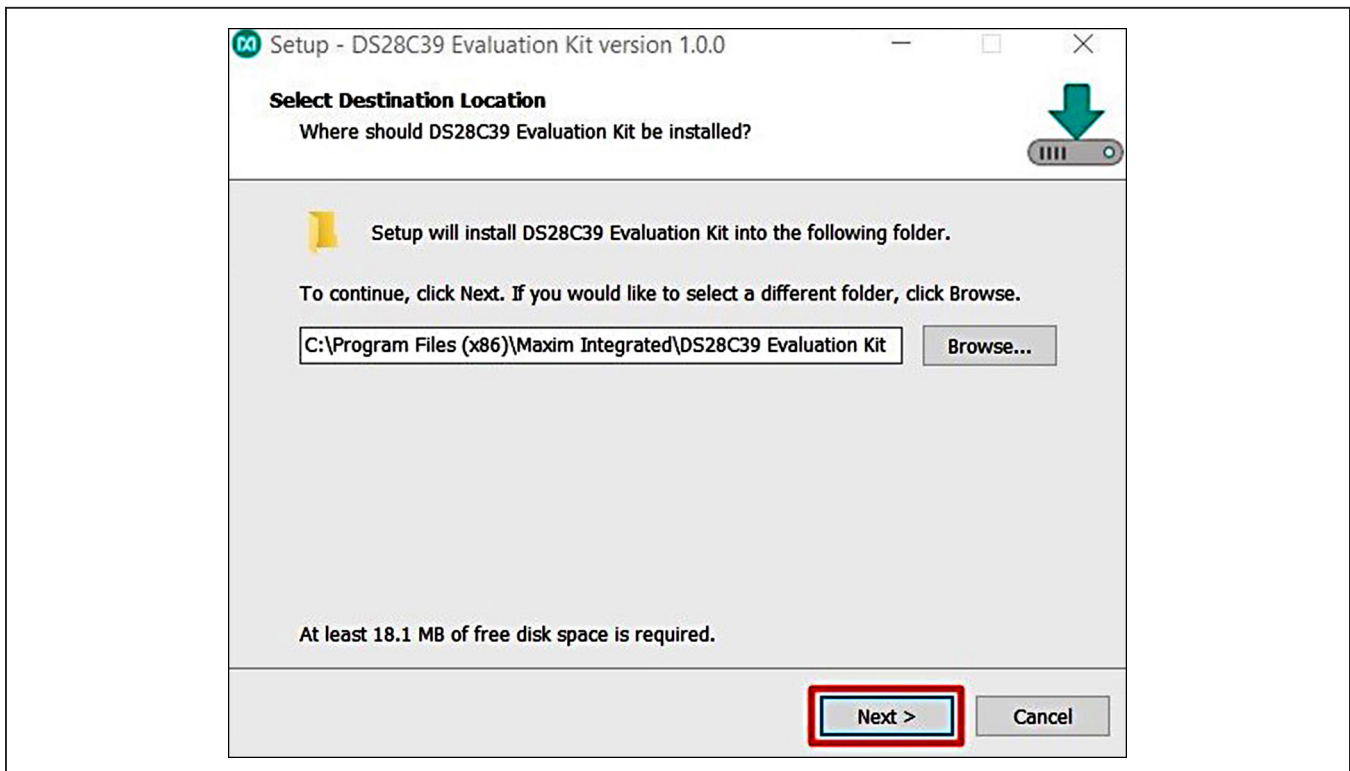 Setup - DS28C39 Evaluation Kit version 1.0.0
Select Destination Location
Where should DS28C39 Evaluation Kit be installed?
Setup will install DS28C39 Evaluation Kit into the following folder.
To continue, click Next. If you would like to select a different folder, click Browse.
C:\Program Files (x86)\Maxim Integrated\DS28C39 Evaluation Kit
Browse...
At least 18.1 MB of free disk space is required.
Next >
Cancel